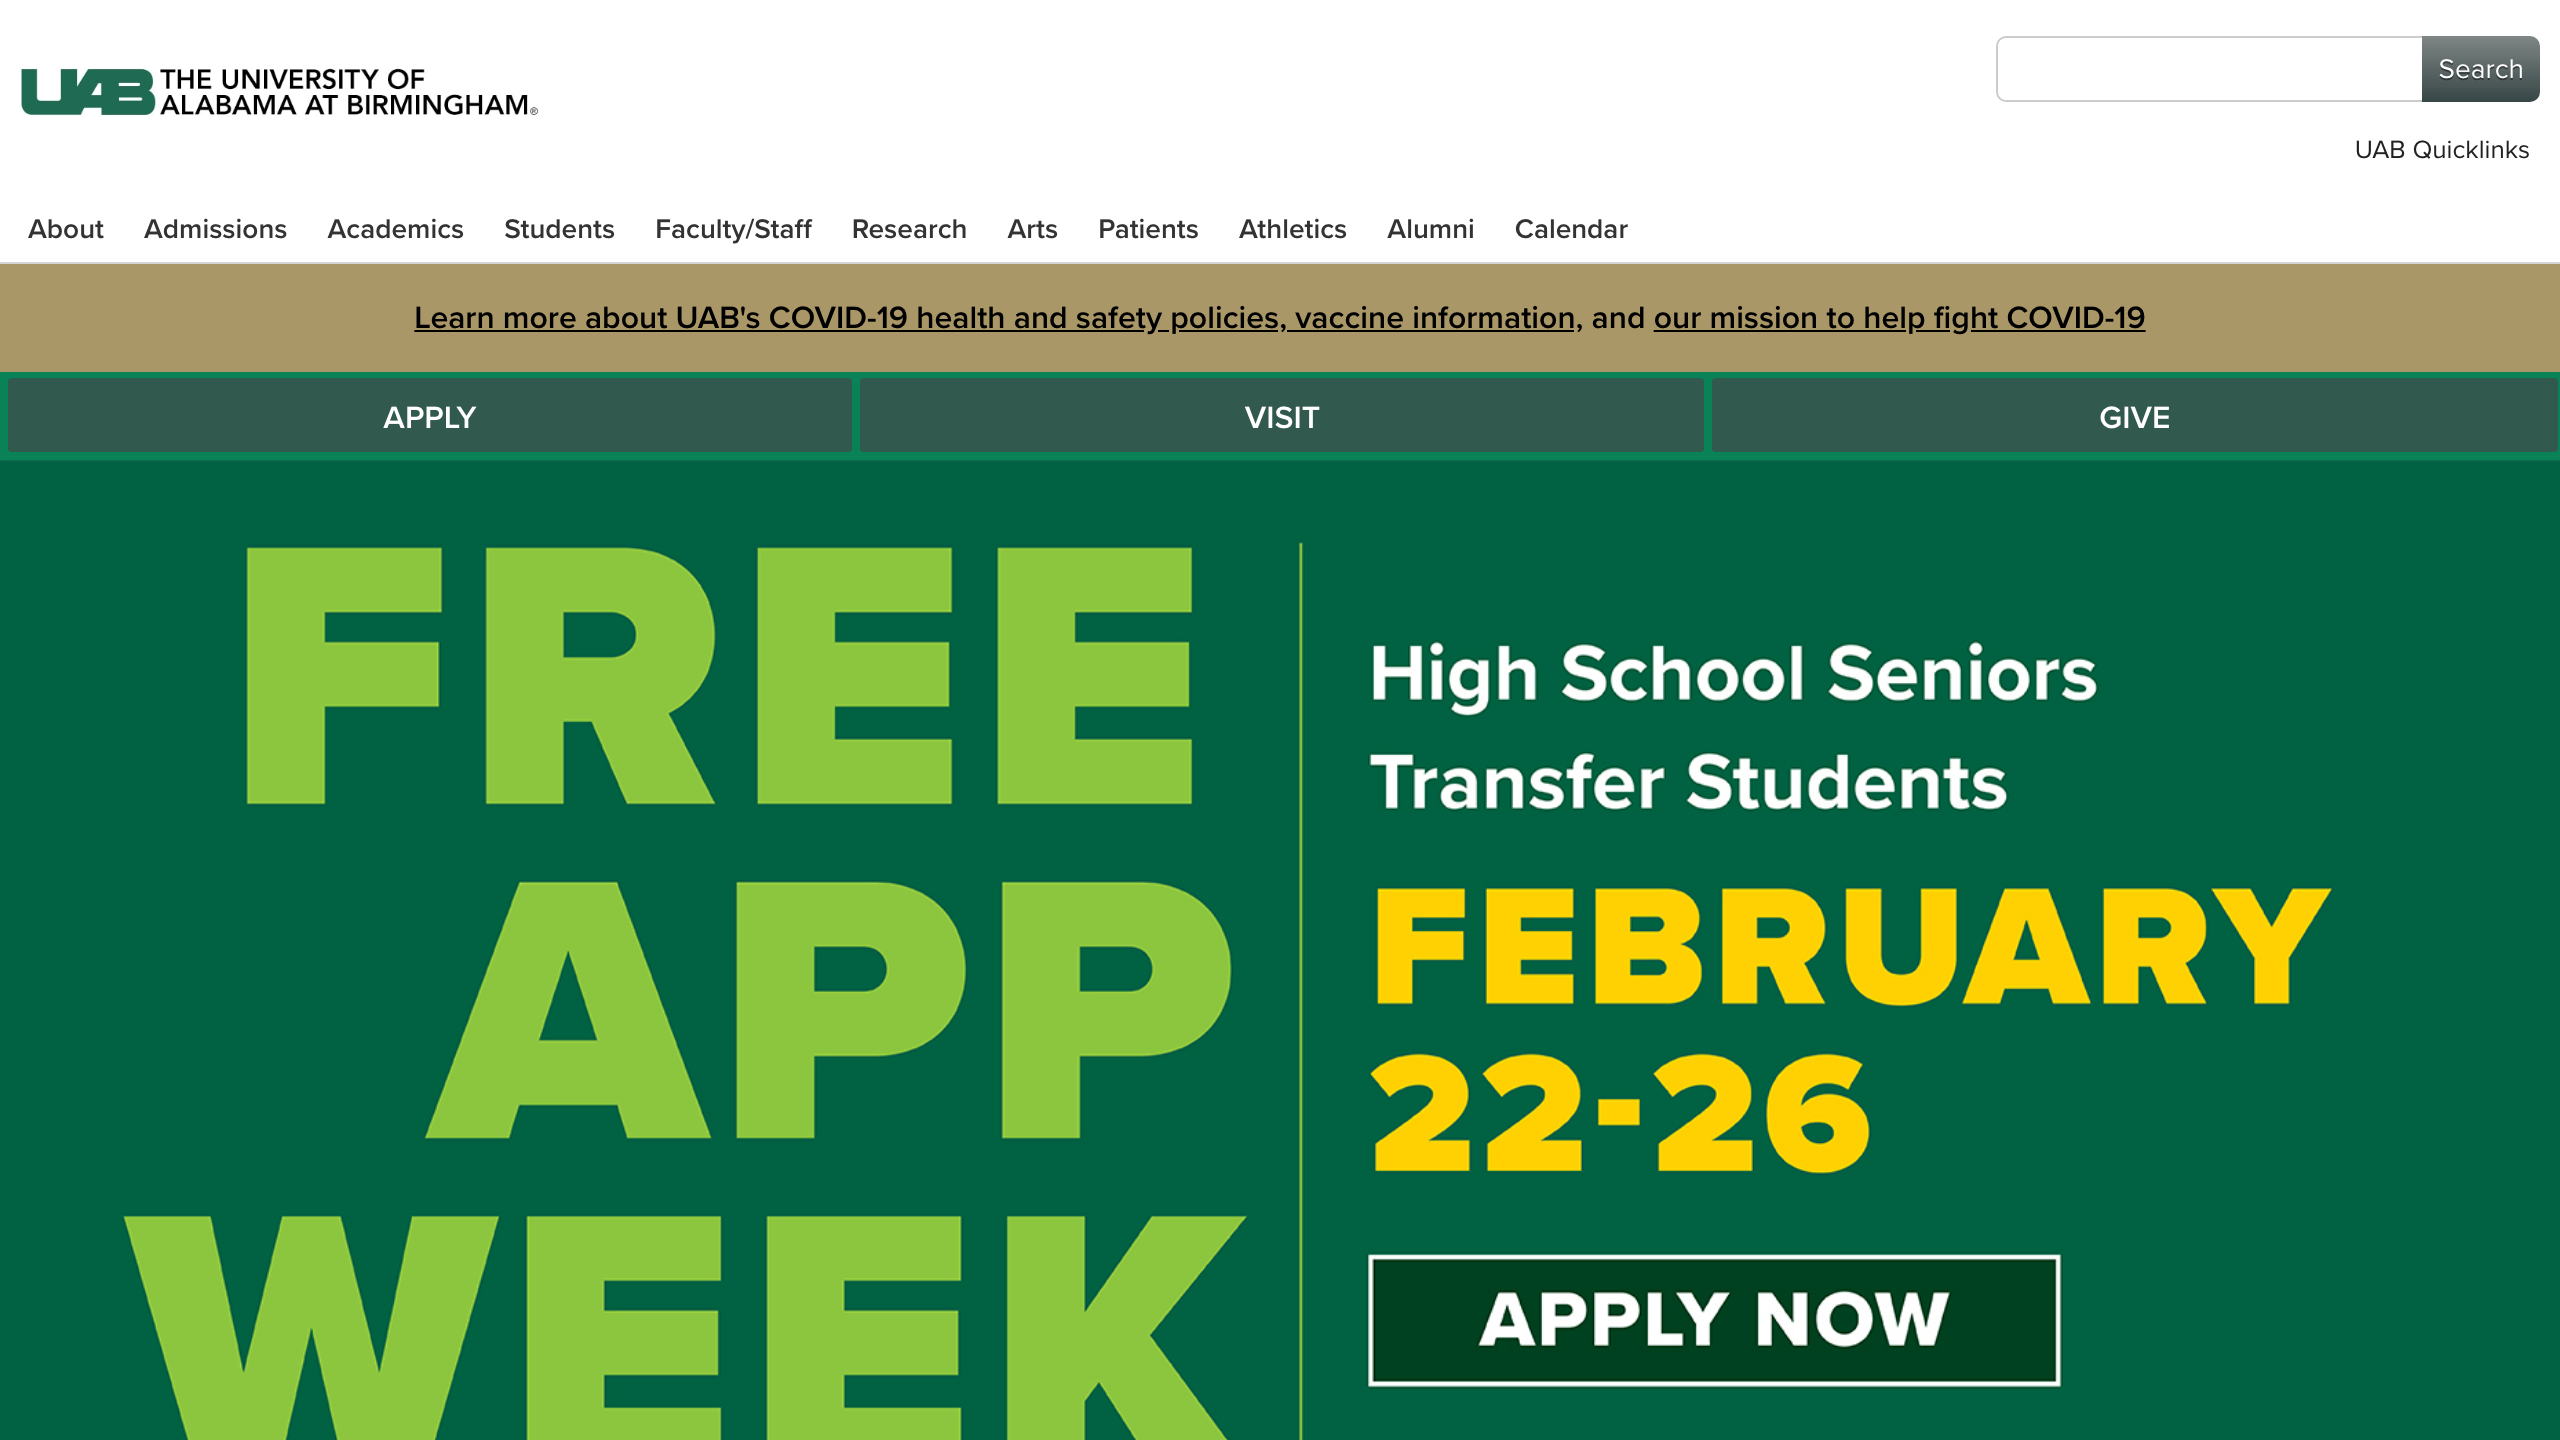 UAB THE UNIVERSITY OF
ALABAMA AT BIRMINGHAM®
Search
UAB Quicklinks
About Admissions Academics Students Faculty/Staff Research Arts Patients Athletics Alumni Calendar
Learn more about UAB's COVID-19 health and safety policies, vaccine information, and our mission to help fight COVID-19
APPLY VISIT GIVE
FREE
APP
WEEK
High School Seniors
Transfer Students
FEBRUARY
22-26
APPLY NOW